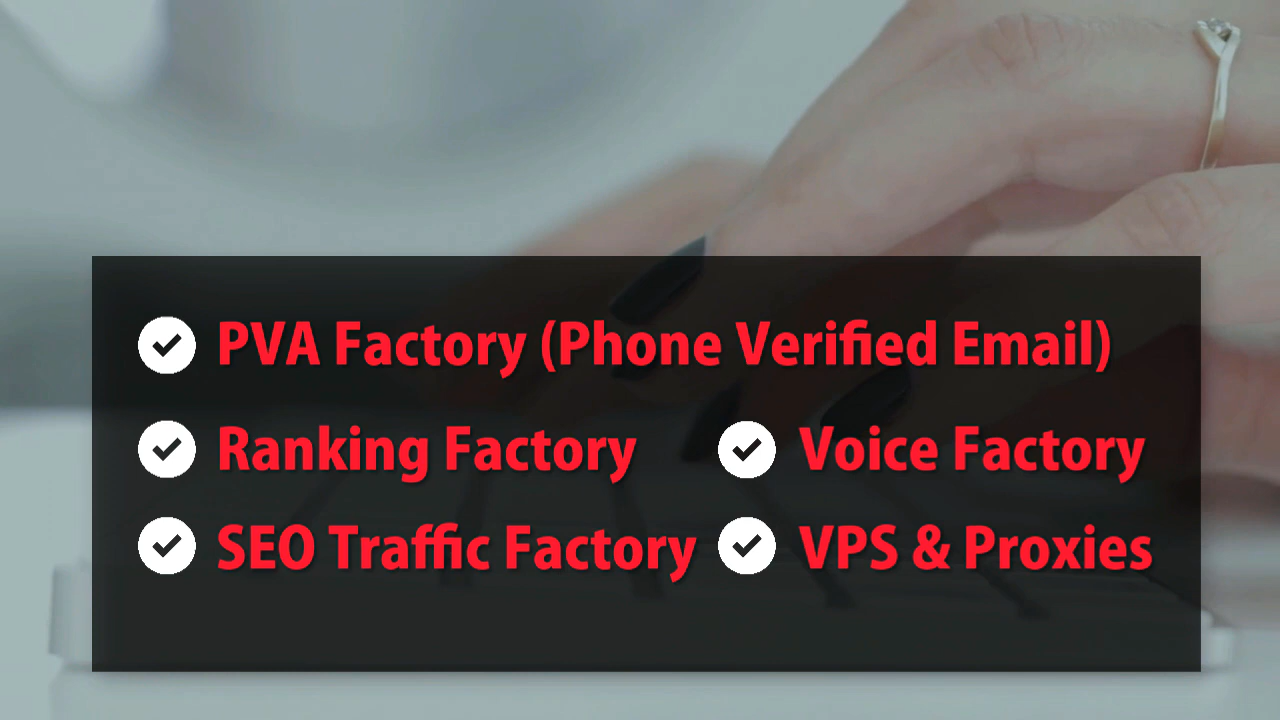 PVA Factory (Phone Verified Email)
Ranking Factory
Voice Factory
SEO Traffic Factory
VPS & Proxies